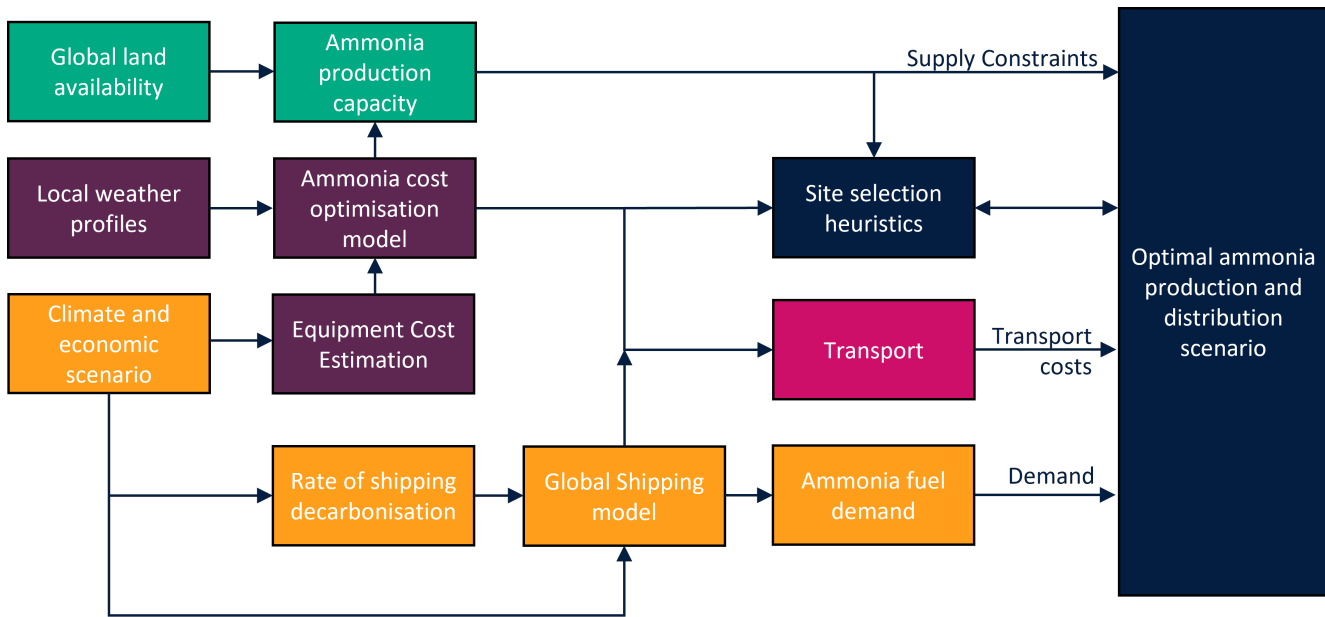 Global land
availability
Ammonia
production
capacity
Supply Constraints
Local weather
profiles
Ammonia cost
optimisation
model
Site selection
heuristics
Optimal ammonia
production and
distribution
scenario
Climate and
economic
scenario
Equipment Cost
Estimation
Transport
Transport
costs
Rate of shipping
decarbonisation
Global Shipping
model
Ammonia fuel
demand
Demand